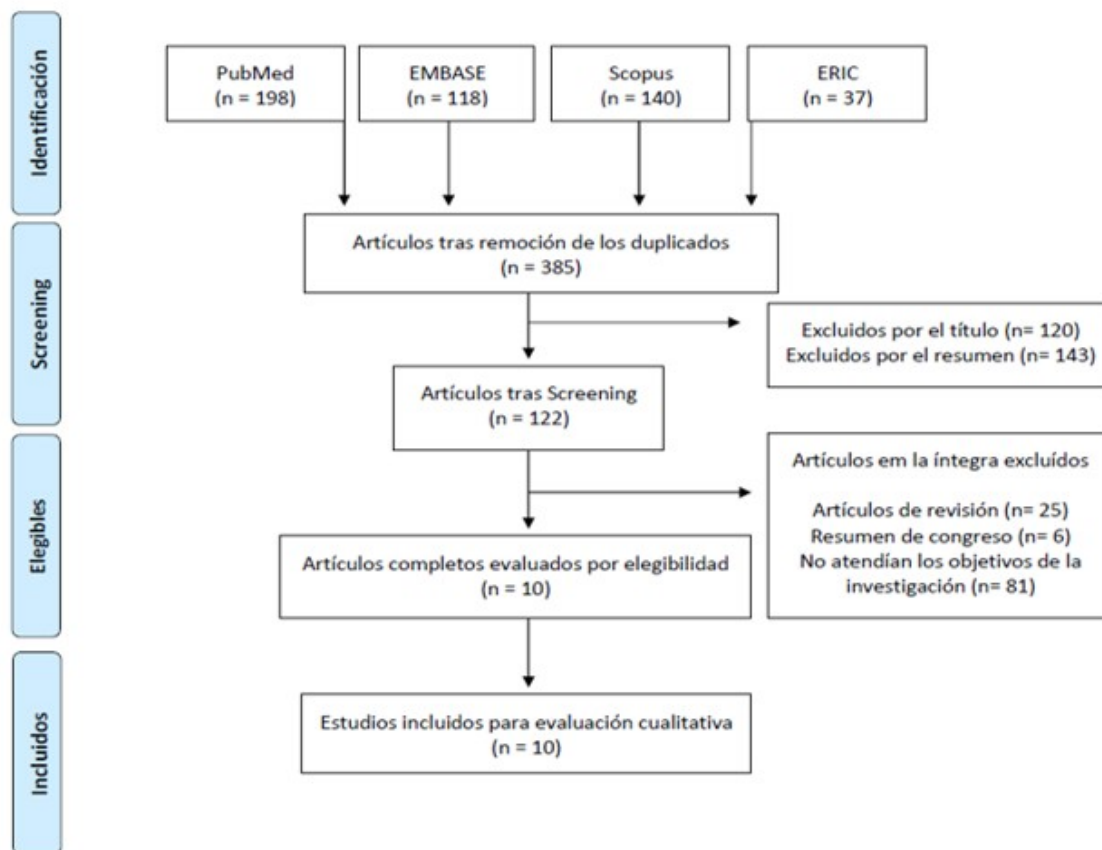 Identificación
PubMed
(n = 198)
EMBASE
(n = 118)
Scopus
(n = 140)
ERIC
(n = 37)
Screening
Artículos tras remoción de los duplicados
(n = 385)
Excluidos por el título (n= 120)
Excluidos por el resumen (n= 143)
Artículos tras Screening
(n = 122)
Elegibles
Artículos em la íntegra excluídos
Artículos de revisión (n= 25)
Resumen de congreso (n= 6)
No atendían los objetivos de la
investigación (n= 81)
Artículos completos evaluados por elegibilidad
(n = 10)
Incluidos
Estudios incluidos para evaluación cualitativa
(n = 10)